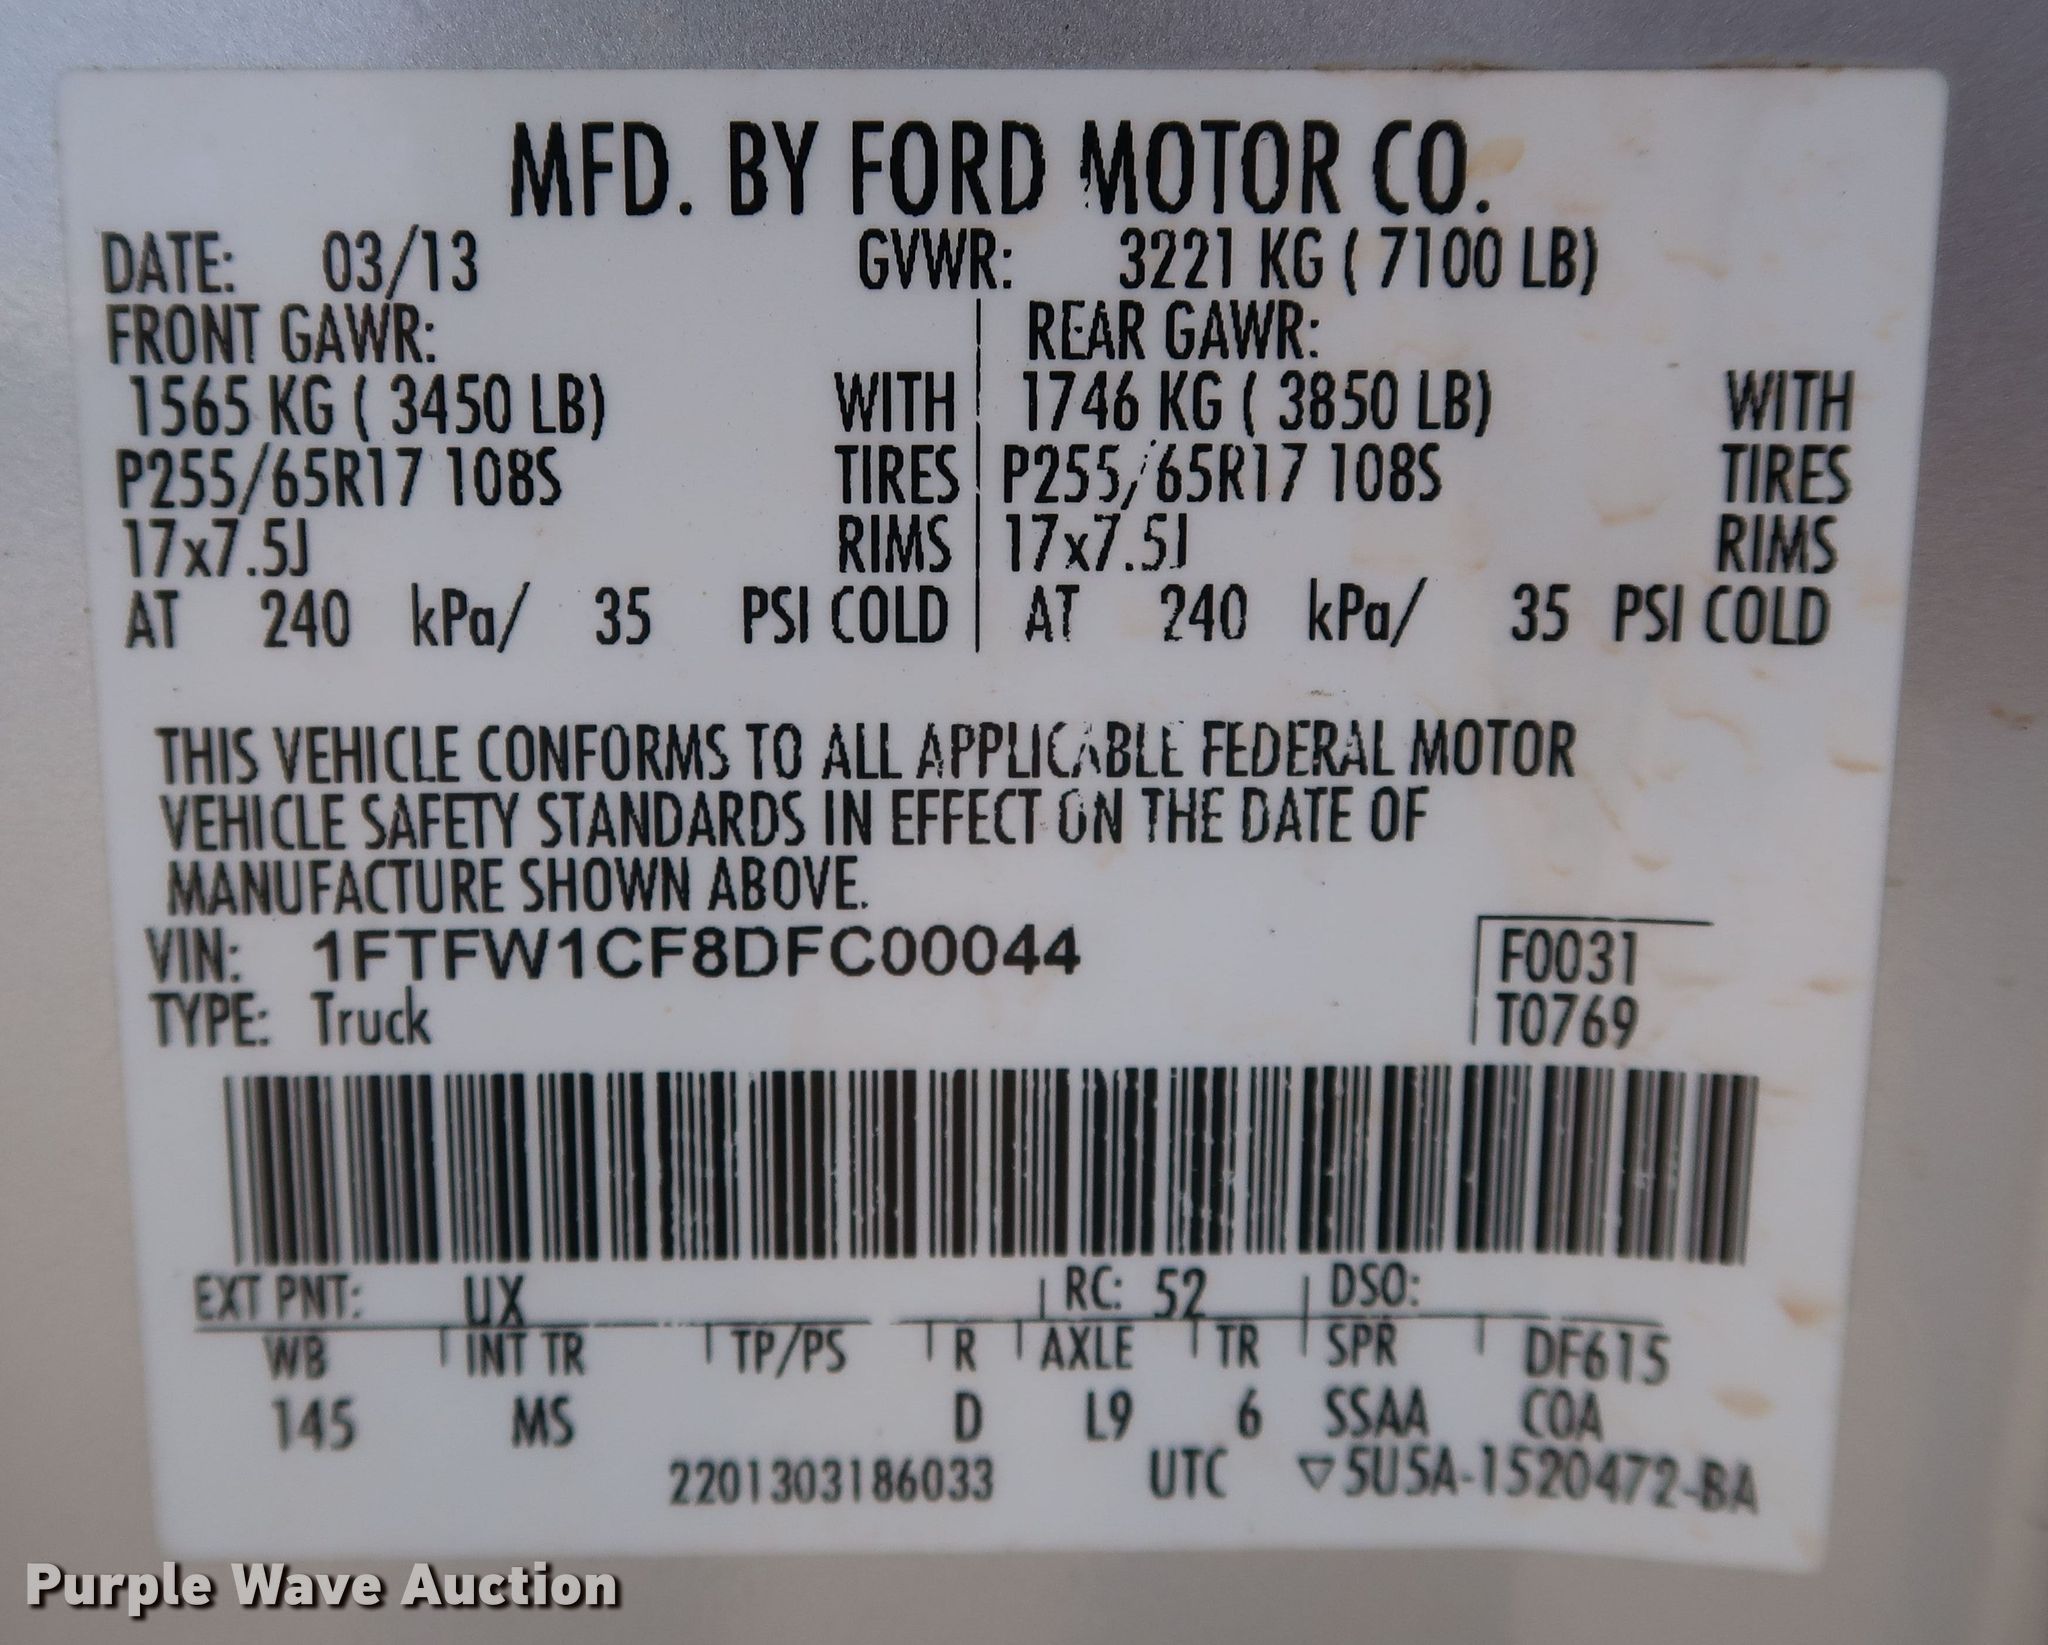 MFD. BY FORD MOTOR CO.
DATE: 03/13 GVWR: 3221 KG ( 7100 LB)
FRONT GAWR: REAR GAWR:
1565 KG ( 3450 LB) WITH 1746 KG ( 3850 LB) WITH
P255/65R17 108S TIRES P255/65R17 108S TIRES
17x7.5J RIMS 17x7.5J RIMS
AT 240 kPa/ 35 PSI COLD AT 240 kPa/ 35 PSI COLD
THIS VEHICLE CONFORMS TO ALL APPLICABLE FEDERAL MOTOR
VEHICLE SAFETY STANDARDS IN EFFECT ON THE DATE OF
MANUFACTURE SHOWN ABOVE.
VIN: 1FTFW1CF8DFC00044 F0031
TYPE: Truck T0769
EXT PNT: UX RC: 52 DSO:
WB INT TR TP/PS R AXLE TR SPR DF615
145 MS D L9 6 SSAA COA
2201303186033 UTC ▽5U5A-1520472-BA
Purple Wave Auction